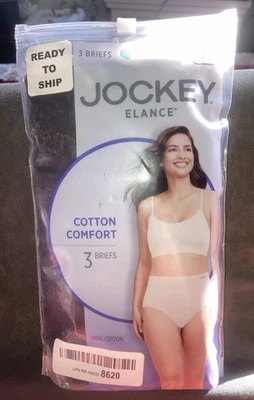 READY
TO
SHIP
3 BRIEFS
JOCKEY®
ELANCE®
COTTON
COMFORT
3 BRIEFS
100% COTTON
8620